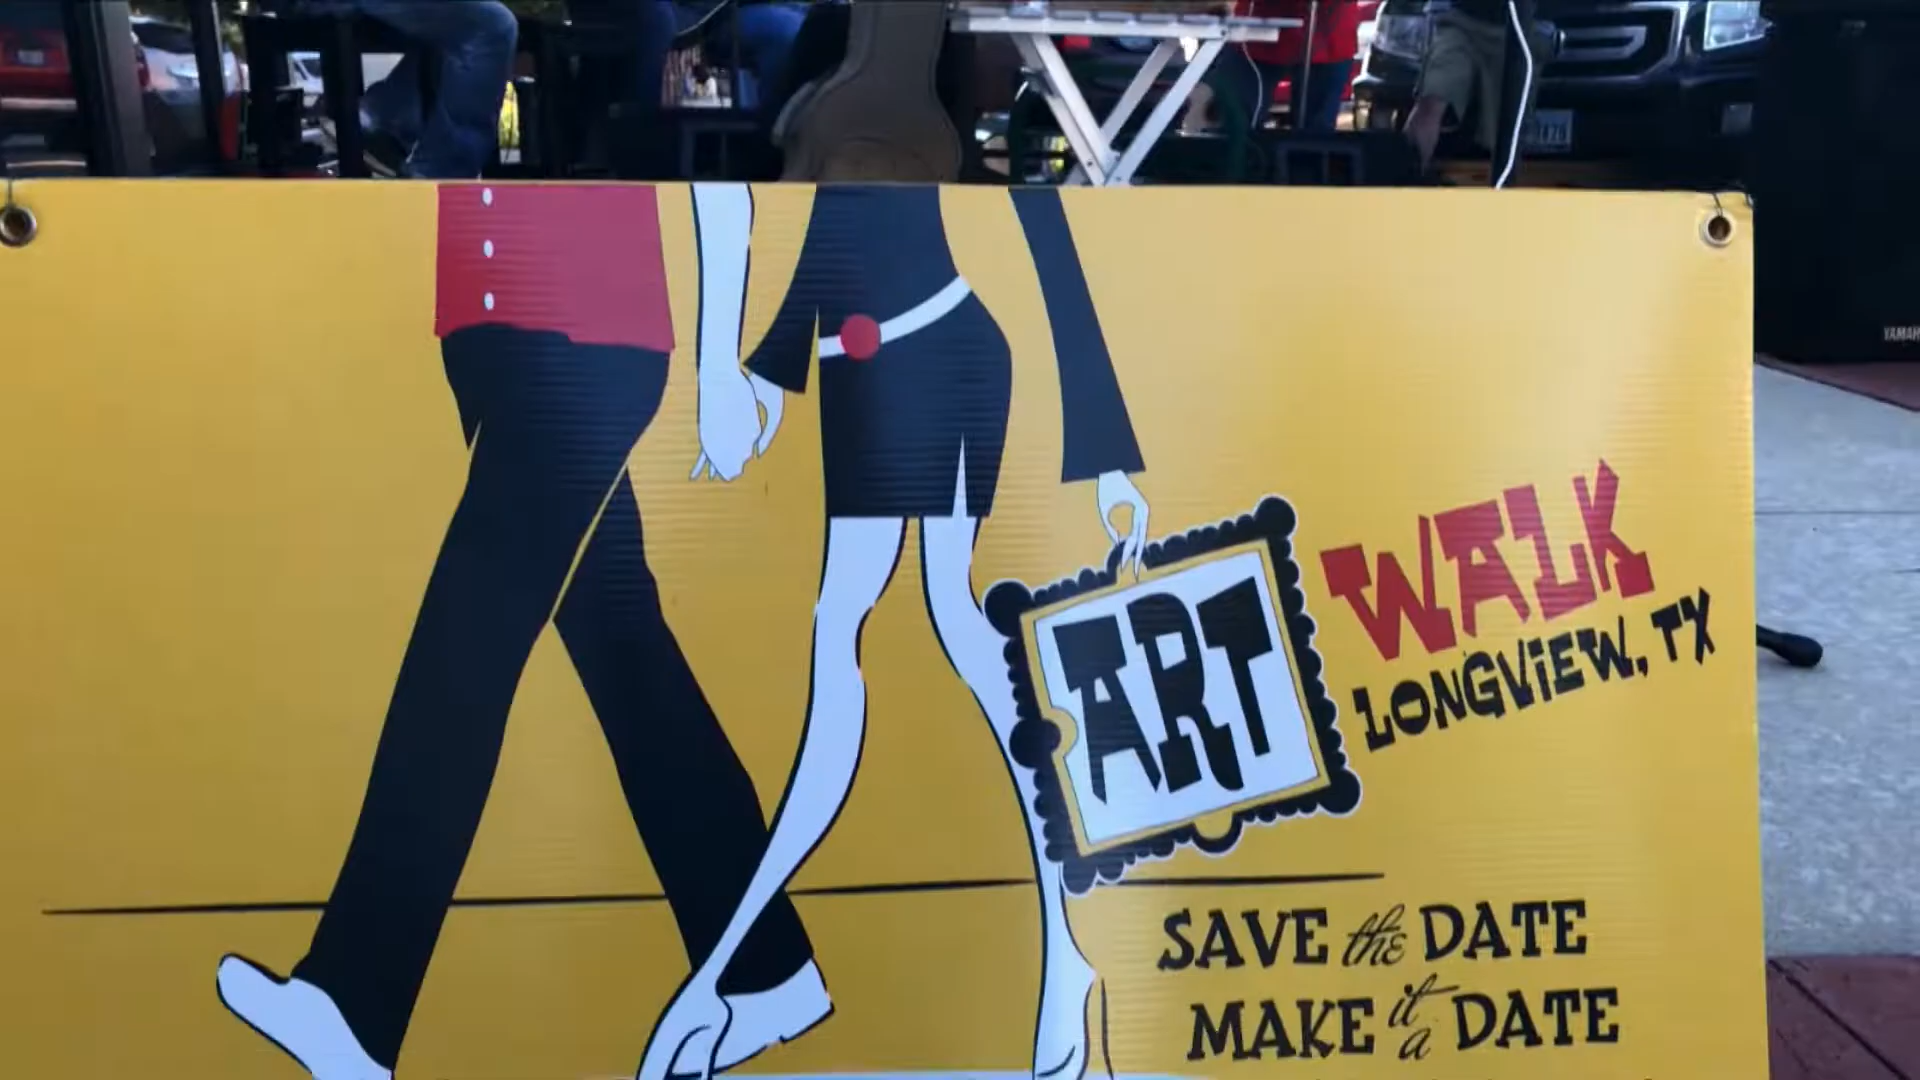 ART WALK
LONGVIEW, TX
SAVE the DATE
MAKE it a DATE